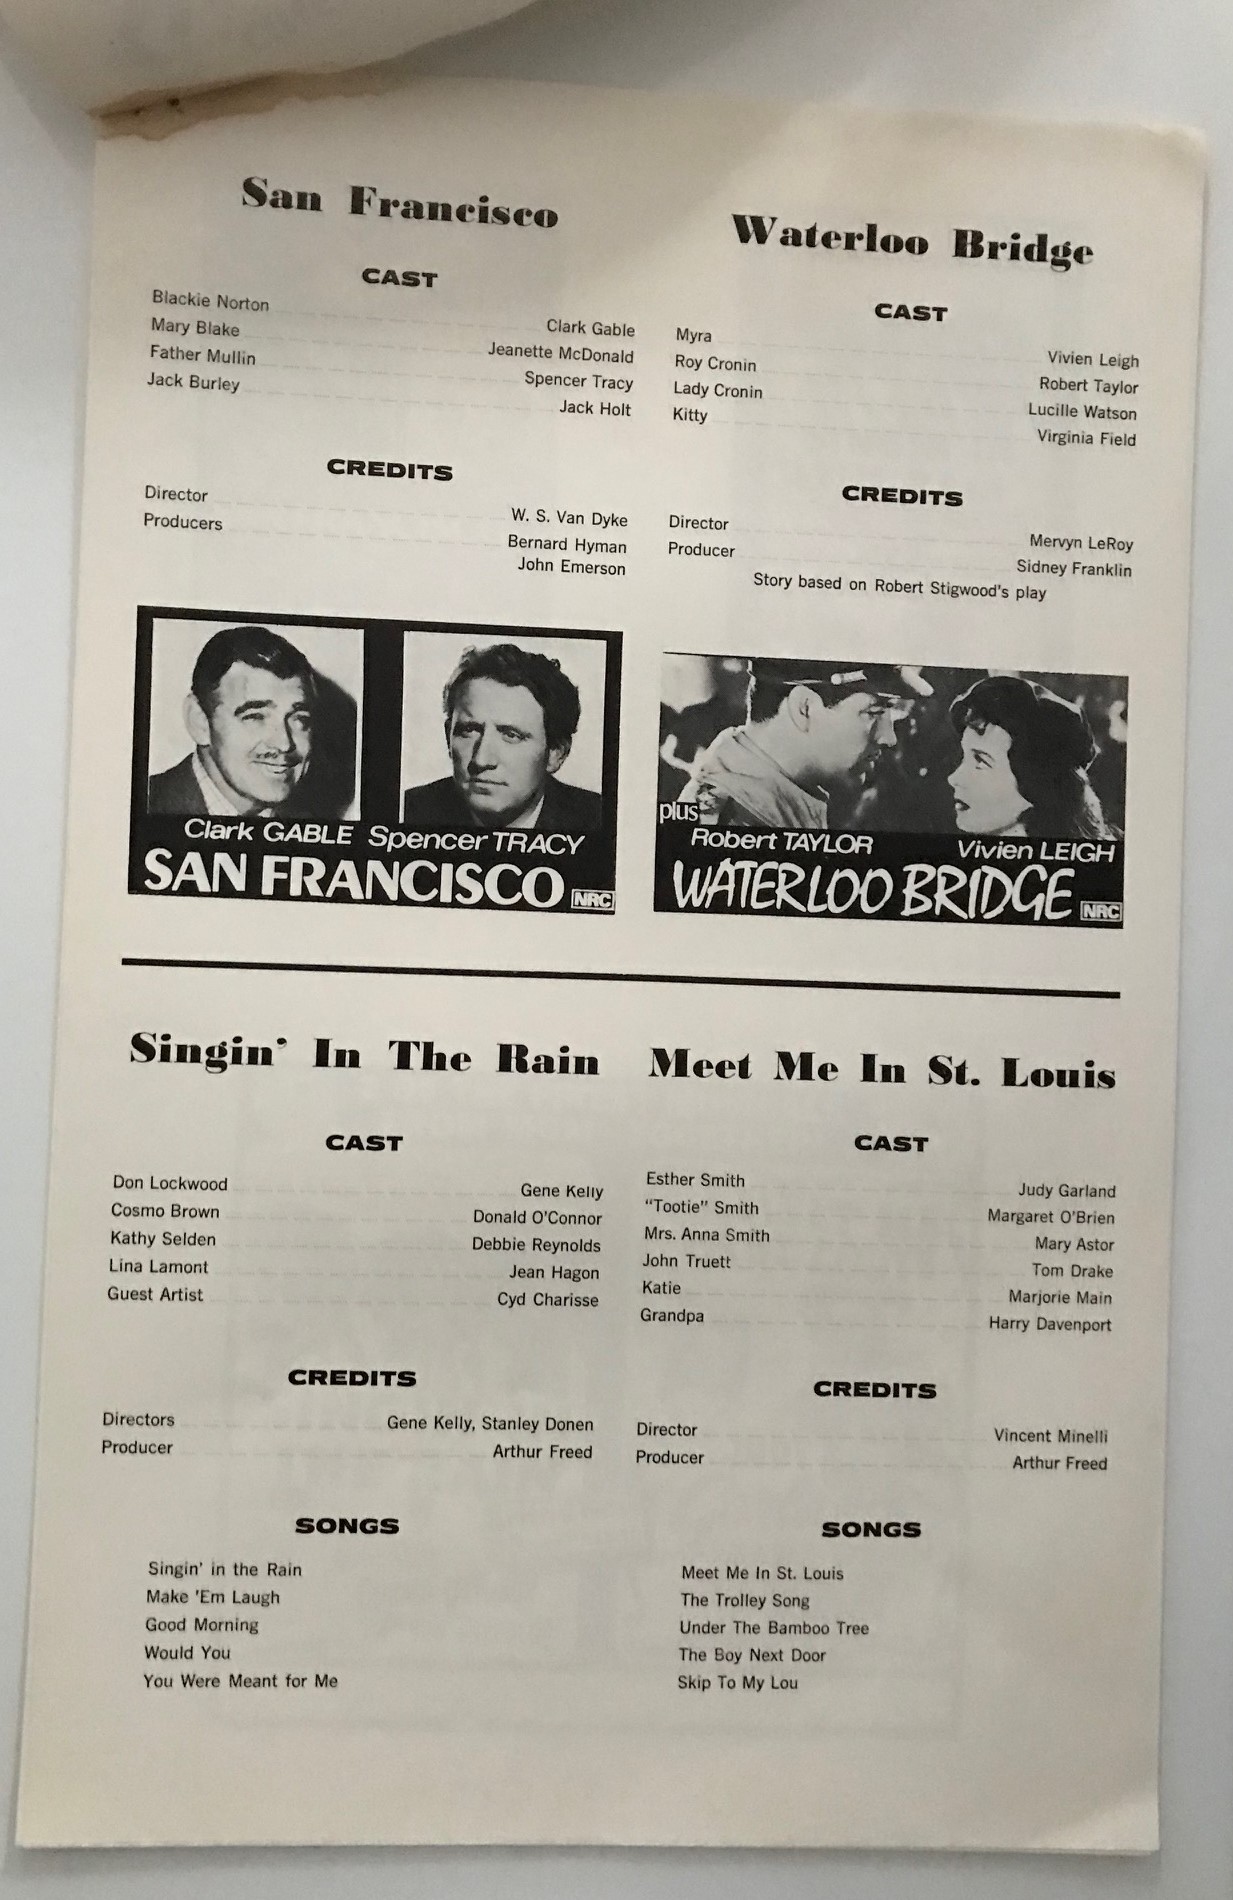 San Francisco
CAST
Blackie Norton Clark Gable
Mary Blake Jeanette McDonald
Father Mullin Spencer Tracy
Jack Burley Jack Holt
CREDITS
Director W. S. Van Dyke
Producers Bernard Hyman
John Emerson
Clark GABLE Spencer TRACY
SAN FRANCISCO NRC
Waterloo Bridge
CAST
Myra Vivien Leigh
Roy Cronin Robert Taylor
Lady Cronin Lucille Watson
Kitty Virginia Field
CREDITS
Director Mervyn LeRoy
Producer Sidney Franklin
Story based on Robert Stigwood's play
plus
Robert TAYLOR Vivien LEIGH
WATERLOO BRIDGE NRC
Singin' In The Rain
CAST
Don Lockwood Gene Kelly
Cosmo Brown Donald O'Connor
Kathy Selden Debbie Reynolds
Lina Lamont Jean Hagon
Guest Artist Cyd Charisse
CREDITS
Directors Gene Kelly, Stanley Donen
Producer Arthur Freed
SONGS
Singin' in the Rain
Make 'Em Laugh
Good Morning
Would You
You Were Meant for Me
Meet Me In St. Louis
CAST
Esther Smith Judy Garland
"Tootie" Smith Margaret O'Brien
Mrs. Anna Smith Mary Astor
John Truett Tom Drake
Katie Marjorie Main
Grandpa Harry Davenport
CREDITS
Director Vincent Minelli
Producer Arthur Freed
SONGS
Meet Me In St. Louis
The Trolley Song
Under The Bamboo Tree
The Boy Next Door
Skip To My Lou